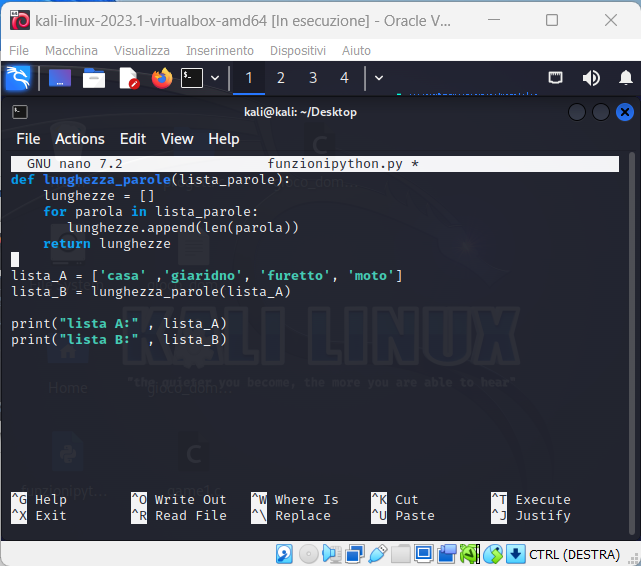 kali-linux-2023.1-virtualbox-amd64 [In esecuzione] - Oracle V...
File Macchina Visualizza Inserimento Dispositivi Aiuto
1 2 3 4
kali@kali: ~/Desktop
File Actions Edit View Help
GNU nano 7.2 funzionipython.py *
def lunghezza_parole(lista_parole):
    lunghezze = []
    for parola in lista_parole:
       lunghezze.append(len(parola))
    return lunghezze
lista_A = ['casa' ,'giaridno', 'furetto', 'moto']
lista_B = lunghezza_parole(lista_A)
print("lista A:" , lista_A)
print("lista B:" , lista_B)
KALI LINUX
"the quieter you become, the more you are able to hear"
Home
^G Help ^O Write Out ^W Where Is ^K Cut ^T Execute
^X Exit ^R Read File ^\ Replace ^U Paste ^J Justify
CTRL (DESTRA)